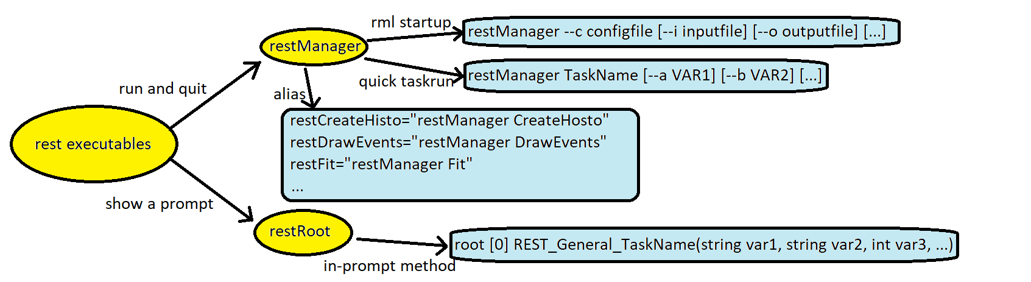 rml startup
restManager --c configfile [--i inputfile] [--o outputfile] [...]
restManager
run and quit
quick taskrun
restManager TaskName [--a VAR1] [--b VAR2] [...]
alias
restCreateHisto="restManager CreateHosto"
restDrawEvents="restManager DrawEvents"
restFit="restManager Fit"
...
rest executables
show a prompt
restRoot
root [0] REST_General_TaskName(string var1, string var2, int var3, ...)
in-prompt method